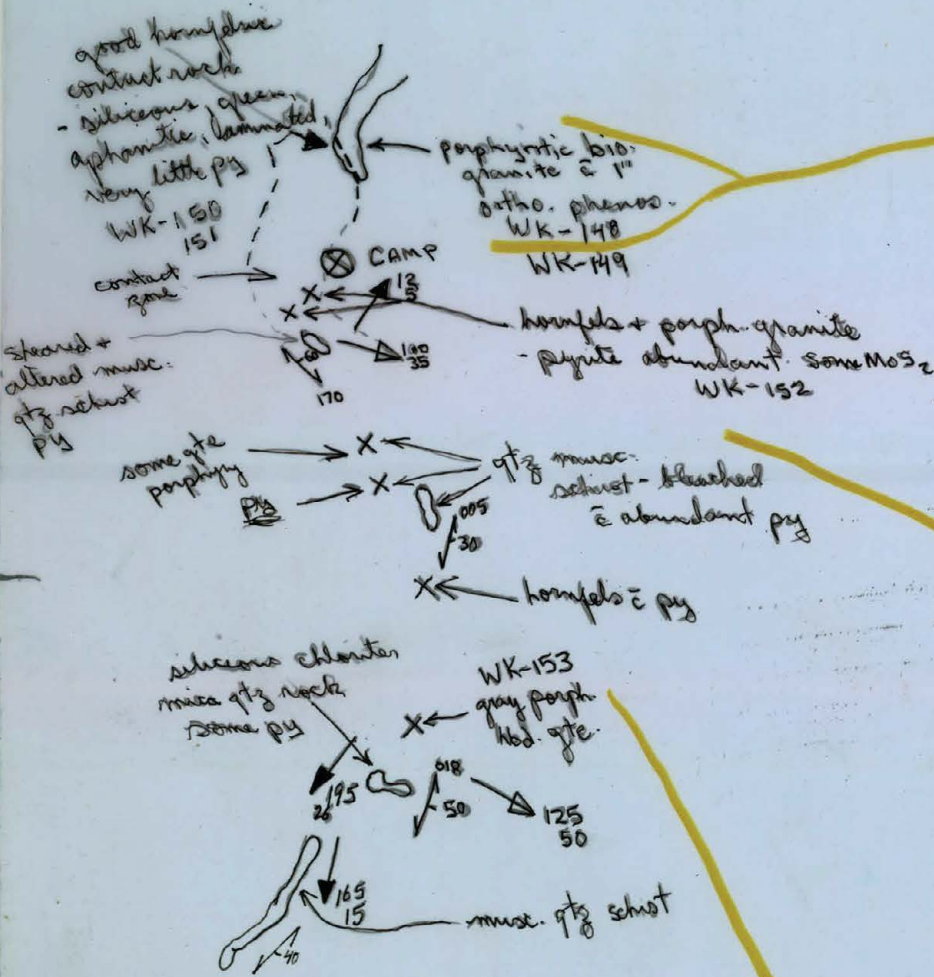 good hornfelsic
contact rock
- siliceous, green,
aphanitic, laminated,
very little py
WK-150
151
porphyritic bio.
granite c̄ 1"
ortho. phenos.
WK-148
WK-149
CAMP
contact
zone
12
5
hornfels + porph. granite
- pyrite abundant. Some MoS2
WK-152
sheared +
altered musc.
qtz schist
py
60
100
35
170
some qte
porphyry
py
qtz musc.
schist - bleached
c̄ abundant py
005
30
hornfels c̄ py
siliceous chlorite,
mica qtz rock
some py
WK-153
gray porph.
hbd. qte.
195
26
018
50
125
50
165
15
musc. qtz schist
40